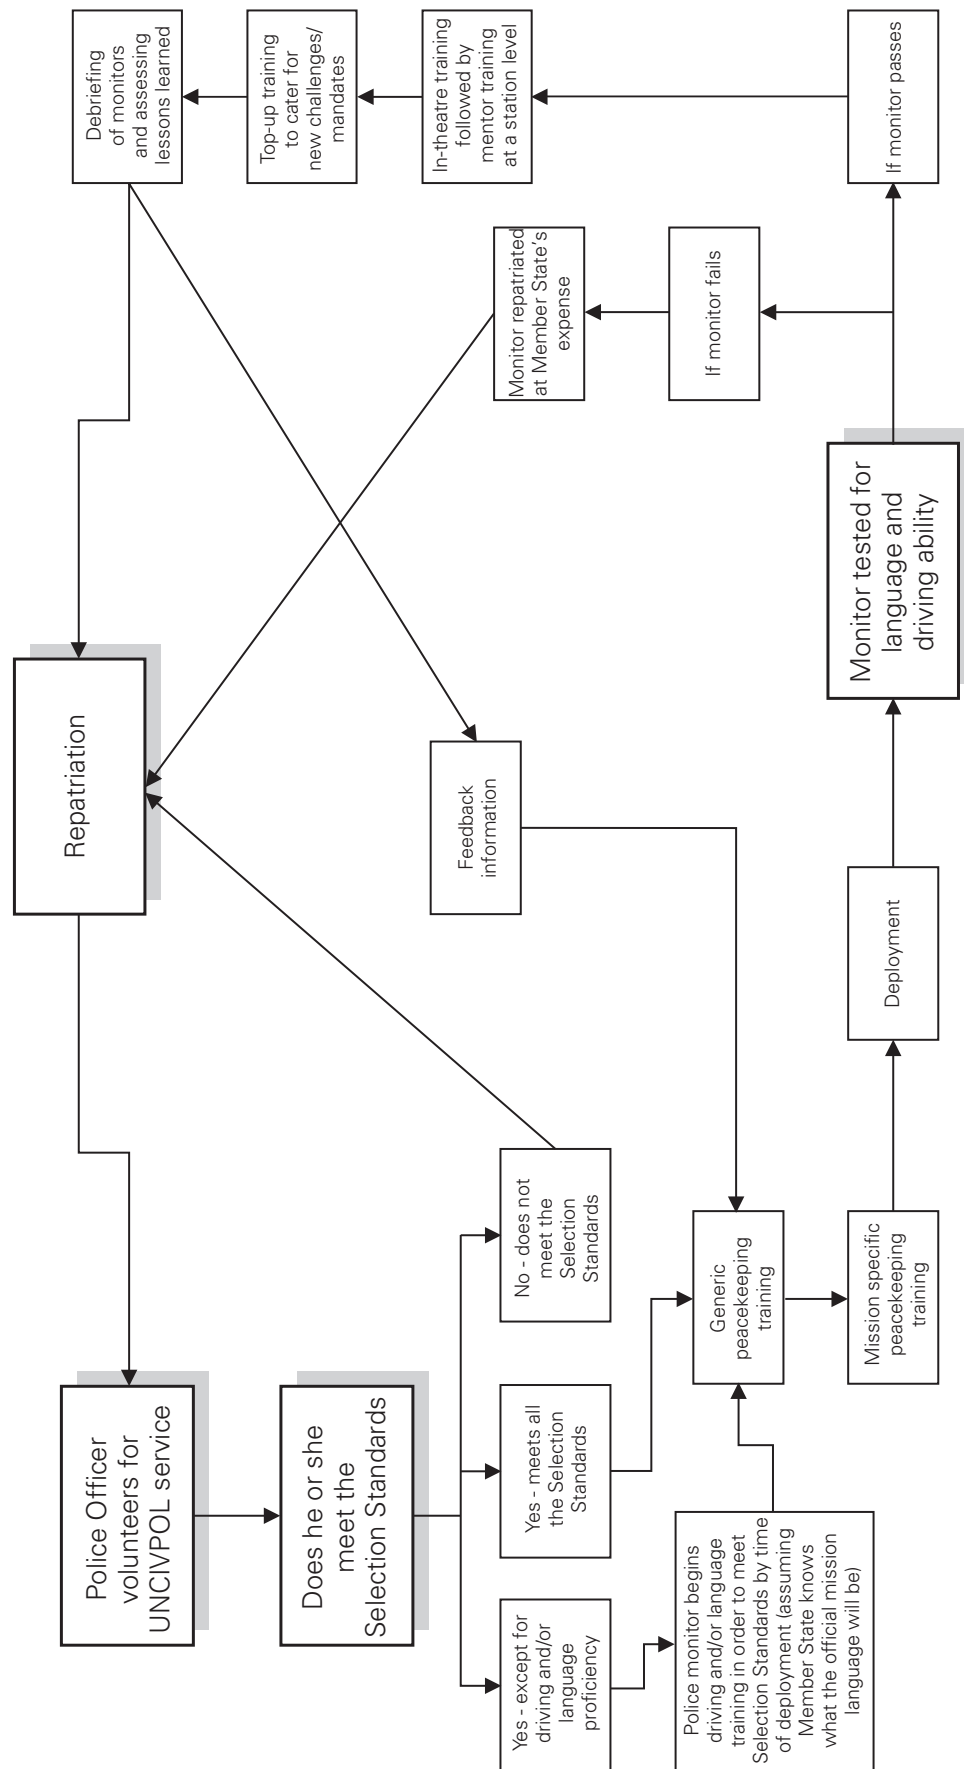 Police Officer
volunteers for
UNCIVPOL service
Does he or she
meet the
Selection Standards
Yes - except for
driving and/or
language
proficiency
Yes - meets all
the Selection
Standards
No - does not
meet the
Selection
Standards
Police monitor begins
driving and/or language
training in order to meet
Selection Standards by time
of deployment (assuming
Member State knows
what the official mission
language will be)
Generic
peacekeeping
training
Mission specific
peacekeeping
training
Deployment
Monitor tested for
language and
driving ability
If monitor fails
Monitor repatriated
at Member State's
expense
If monitor passes
In-theatre training
followed by
mentor training
at a station level
Top-up training
to cater for
new challenges/
mandates
Debriefing
of monitors
and assessing
lessons learned
Feedback
information
Repatriation